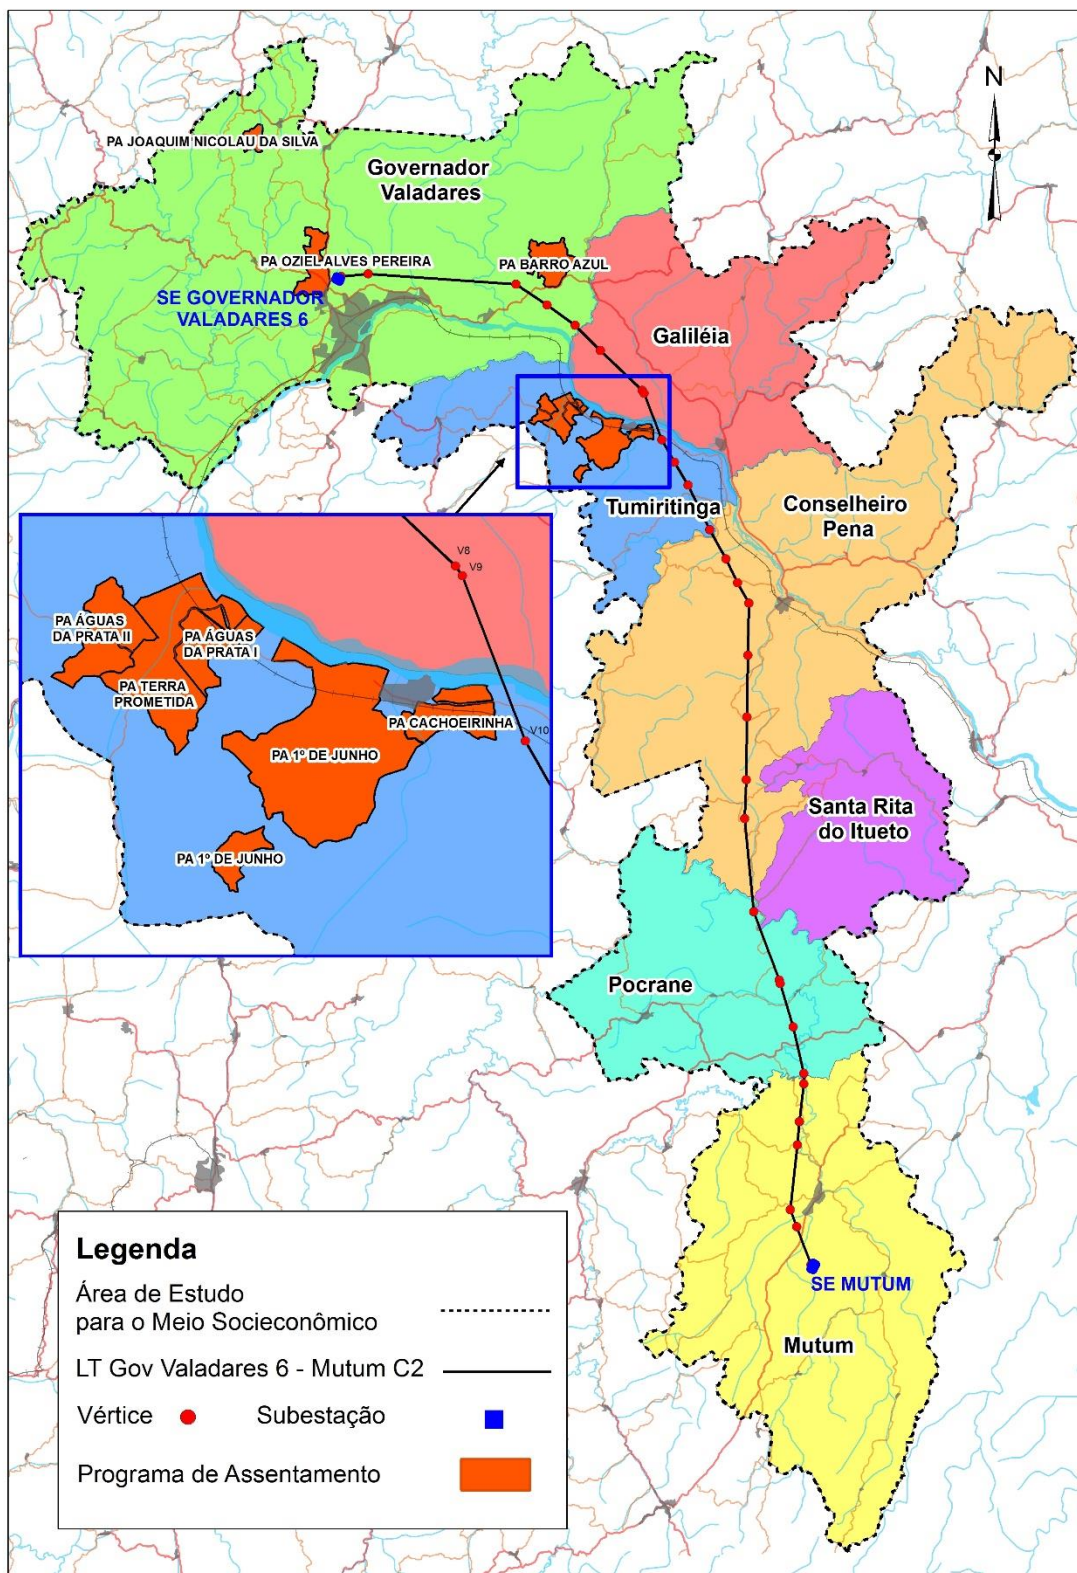 N
PA JOAQUIM NICOLAU DA SILVA
Governador
Valadares
PA OZIEL ALVES PEREIRA
PA BARRO AZUL
SE GOVERNADOR
VALADARES 6
Galiléia
Tumiritinga
Conselheiro
Pena
V8
V9
PA ÁGUAS
DA PRATA II
PA ÁGUAS
DA PRATA I
PA TERRA
PROMETIDA
PA CACHOEIRINHA
V10
PA 1º DE JUNHO
PA 1º DE JUNHO
Santa Rita
do Itueto
Pocrane
SE MUTUM
Mutum
Legenda
Área de Estudo
para o Meio Socieconômico
LT Gov Valadares 6 - Mutum C2
Vértice
Subestação
Programa de Assentamento